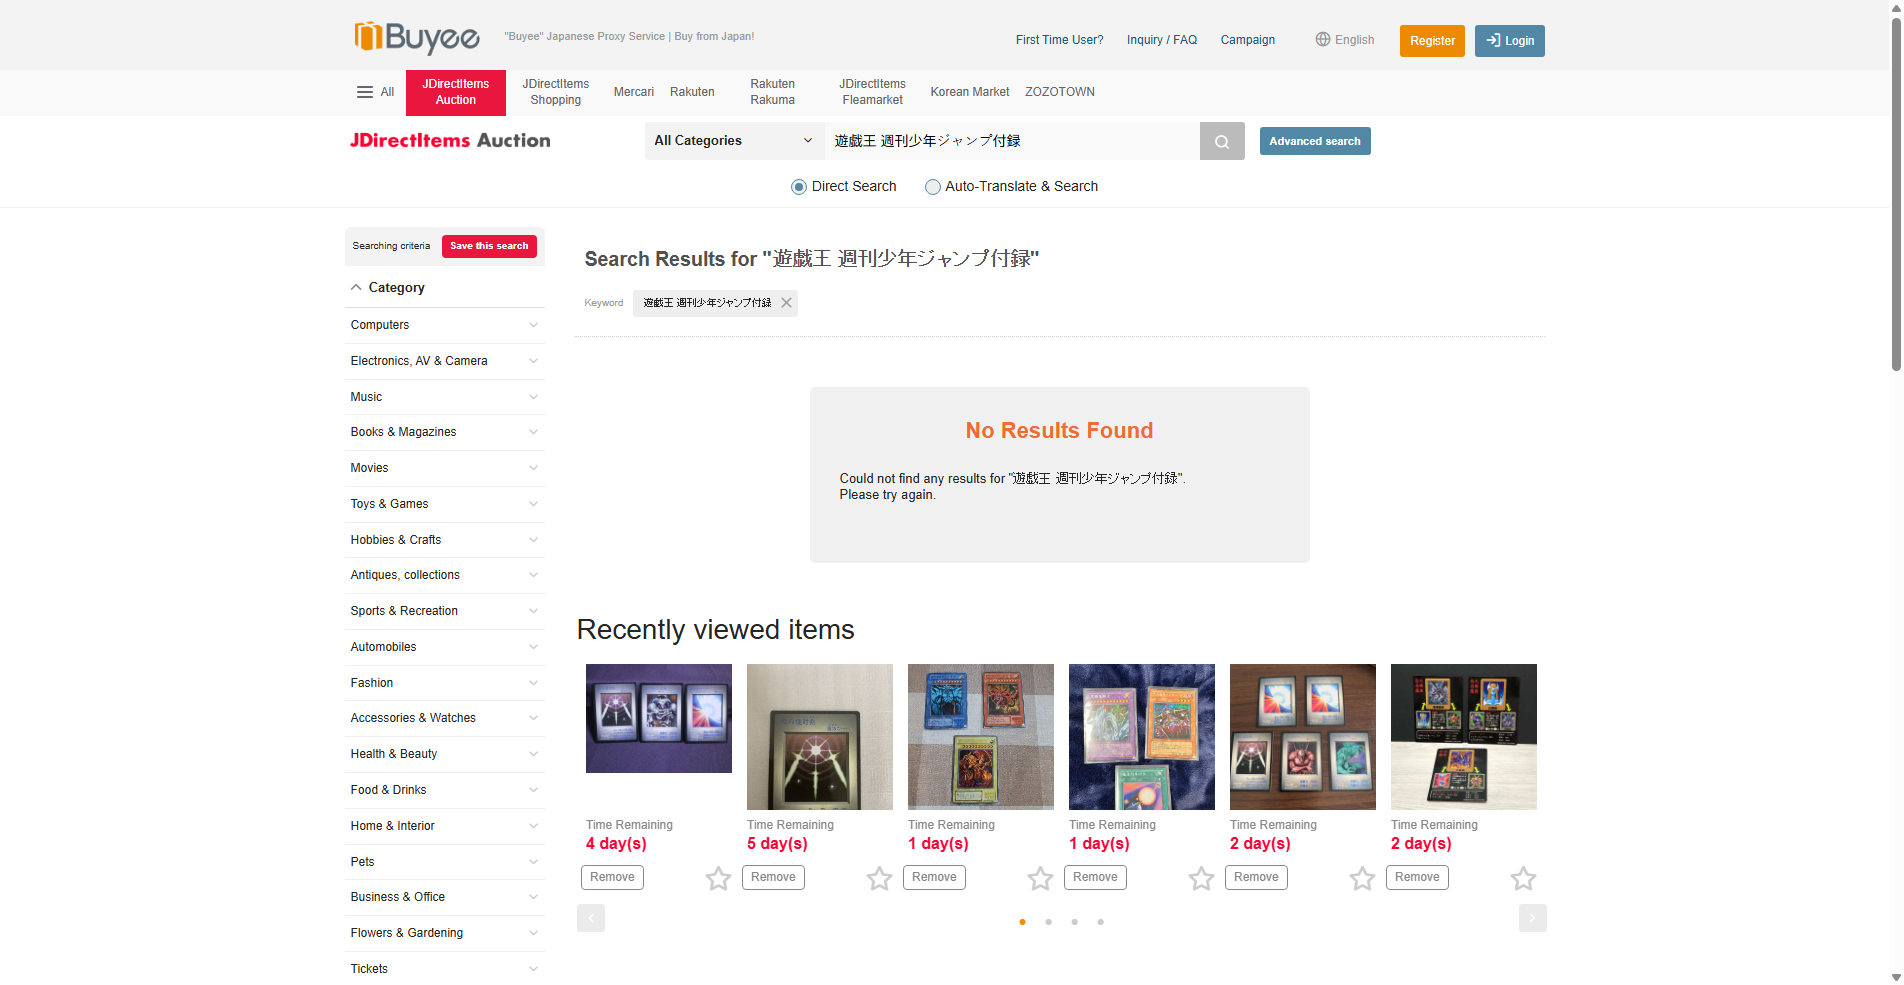 Buyee
"Buyee" Japanese Proxy Service | Buy from Japan!
First Time User?
Inquiry / FAQ
Campaign
English
Register
Login
All
JDirectItems
Auction
JDirectItems
Shopping
Mercari
Rakuten
Rakuten
Rakuma
JDirectItems
Fleamarket
Korean Market
ZOZOTOWN
JDirectItems Auction
All Categories
遊戯王 週刊少年ジャンプ付録
Advanced search
Direct Search
Auto-Translate & Search
Searching criteria
Save this search
Category
Computers
Electronics, AV & Camera
Music
Books & Magazines
Movies
Toys & Games
Hobbies & Crafts
Antiques, collections
Sports & Recreation
Automobiles
Fashion
Accessories & Watches
Health & Beauty
Food & Drinks
Home & Interior
Pets
Business & Office
Flowers & Gardening
Tickets
Search Results for "遊戯王 週刊少年ジャンプ付録"
Keyword
遊戯王 週刊少年ジャンプ付録
No Results Found
Could not find any results for "遊戯王 週刊少年ジャンプ付録".
Please try again.
Recently viewed items
Time Remaining
4 day(s)
Remove
Time Remaining
5 day(s)
Remove
Time Remaining
1 day(s)
Remove
Time Remaining
1 day(s)
Remove
Time Remaining
2 day(s)
Remove
Time Remaining
2 day(s)
Remove